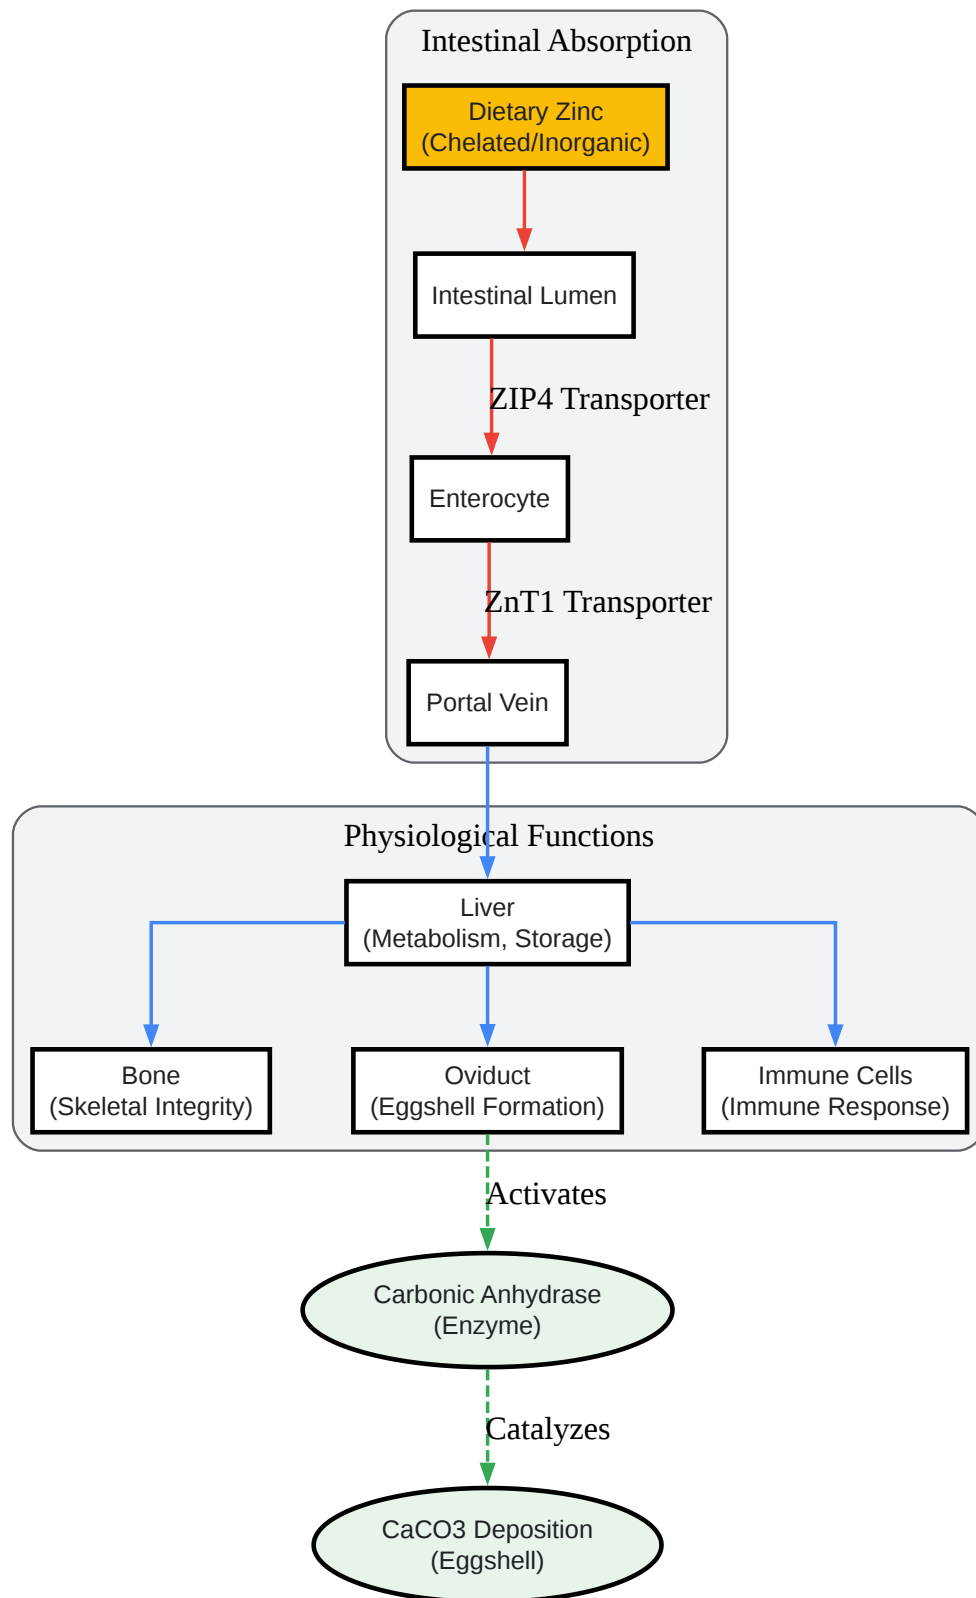 Intestinal Absorption
Dietary Zinc
(Chelated/Inorganic)
Intestinal Lumen
ZIP4 Transporter
Enterocyte
ZnT1 Transporter
Portal Vein
Physiological Functions
Liver
(Metabolism, Storage)
Bone
(Skeletal Integrity)
Oviduct
(Eggshell Formation)
Immune Cells
(Immune Response)
Activates
Carbonic Anhydrase
(Enzyme)
Catalyzes
CaCO3 Deposition
(Eggshell)